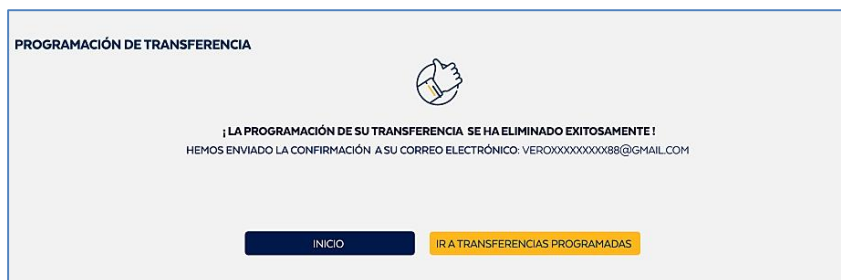 PROGRAMACIÓN DE TRANSFERENCIA
¡ LA PROGRAMACIÓN DE SU TRANSFERENCIA SE HA ELIMINADO EXITOSAMENTE !
HEMOS ENVIADO LA CONFIRMACIÓN A SU CORREO ELECTRÓNICO: VEROXXXXXXXXX88@GMAIL.COM
INICIO
IR A TRANSFERENCIAS PROGRAMADAS